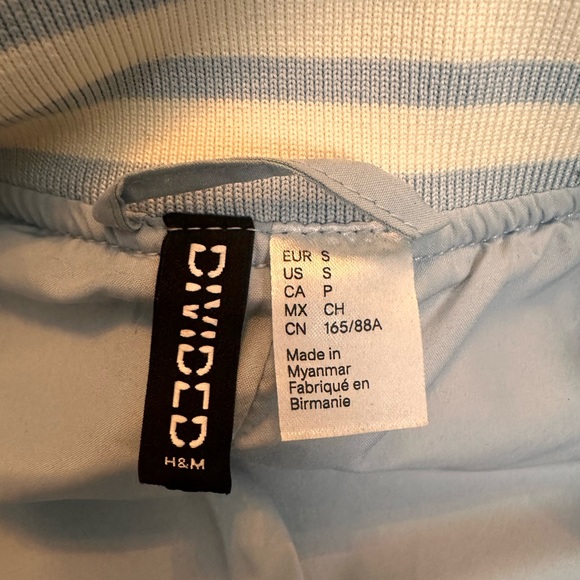 DIVIDED
H&M
EUR S
US S
CA P
MX CH
CN 165/88A
Made in
Myanmar
Fabriqué en
Birmanie